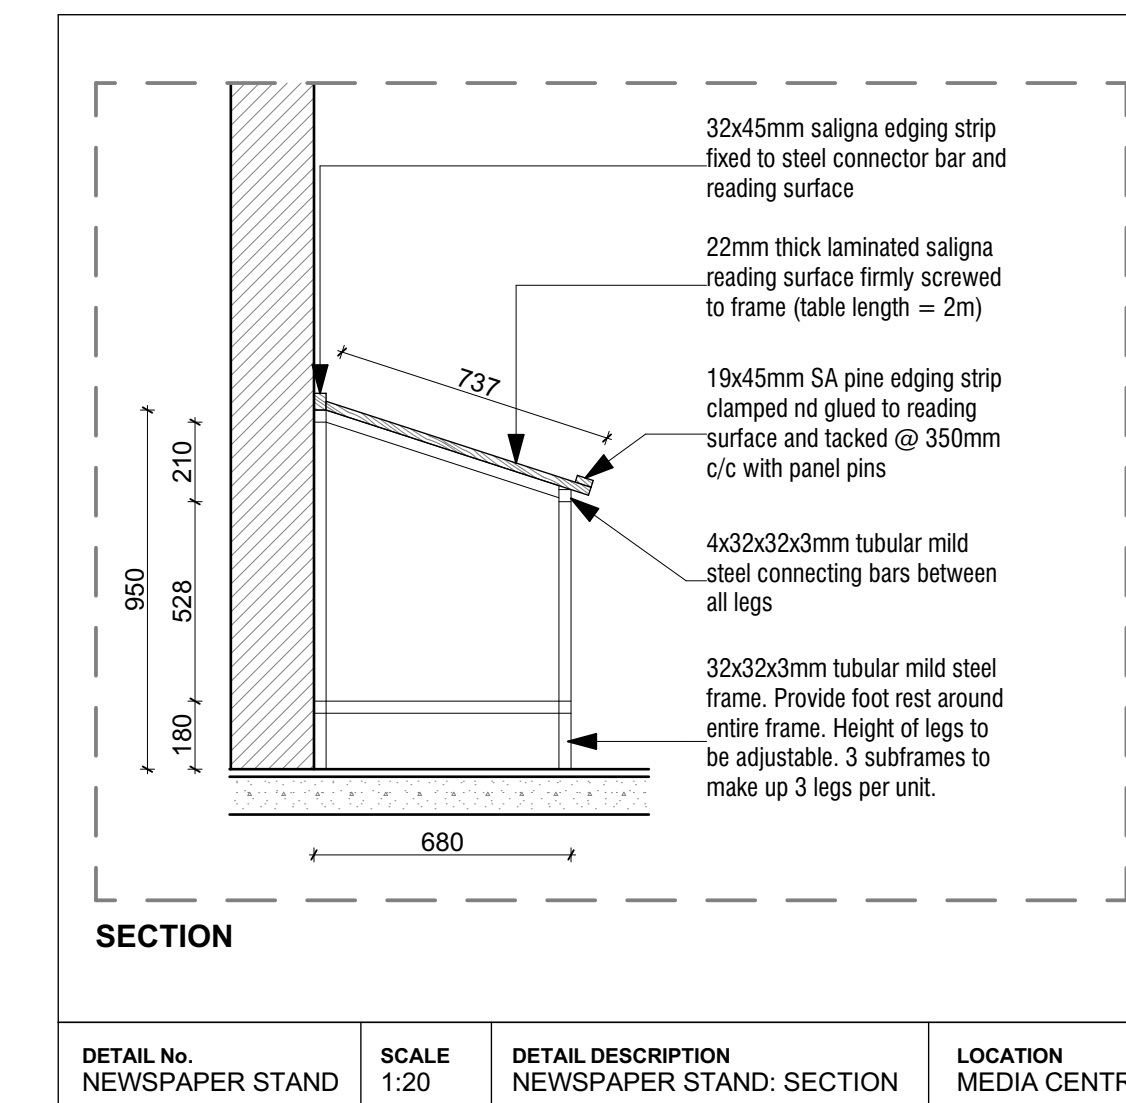 32x45mm saligna edging strip
fixed to steel connector bar and
reading surface
22mm thick laminated saligna
reading surface firmly screwed
to frame (table length = 2m)
737
19x45mm SA pine edging strip
clamped nd glued to reading
surface and tacked @ 350mm
c/c with panel pins
210
4x32x32x3mm tubular mild
steel connecting bars between
all legs
950
528
32x32x3mm tubular mild steel
frame. Provide foot rest around
entire frame. Height of legs to
be adjustable. 3 subframes to
make up 3 legs per unit.
180
680
SECTION
DETAIL No.
NEWSPAPER STAND
SCALE
1:20
DETAIL DESCRIPTION
NEWSPAPER STAND: SECTION
LOCATION
MEDIA CENTR